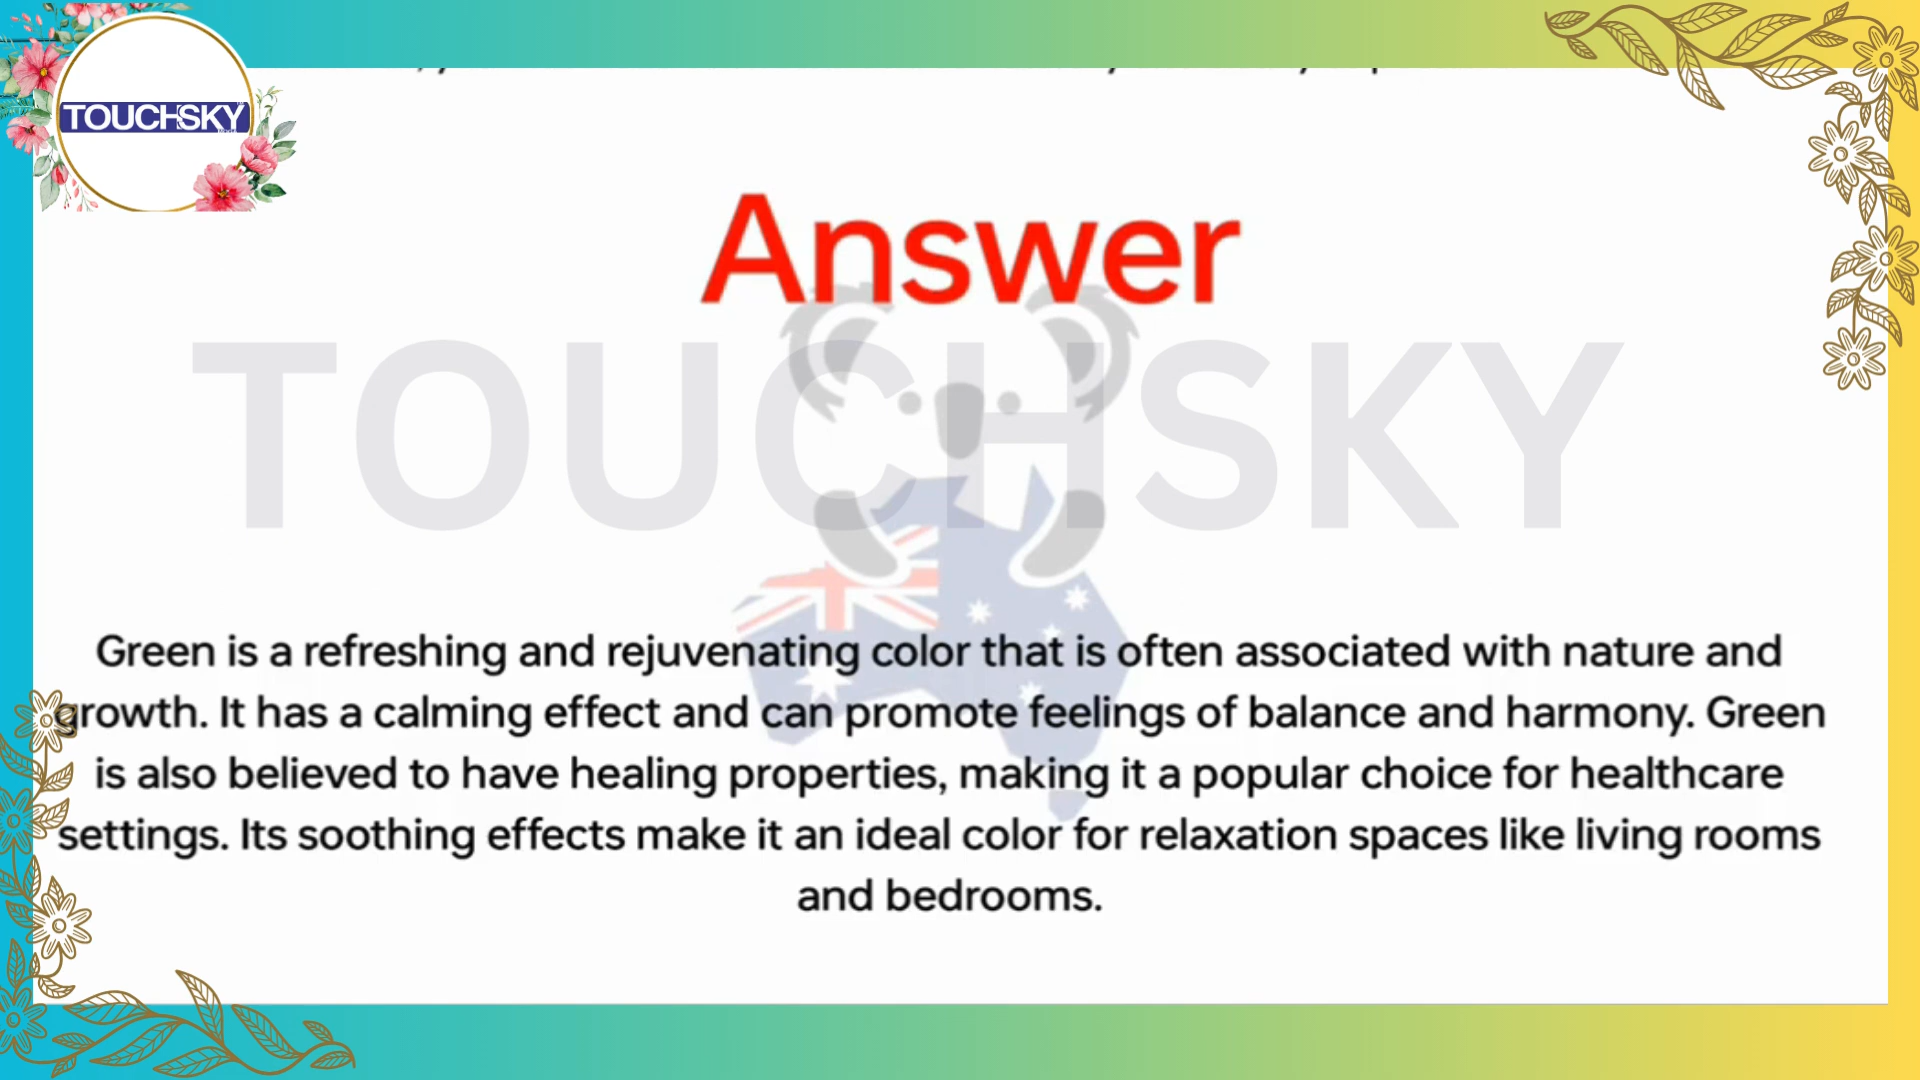 TOUCHSKY
Answer
TOUCHSKY
Green is a refreshing and rejuvenating color that is often associated with nature and
growth. It has a calming effect and can promote feelings of balance and harmony. Green
is also believed to have healing properties, making it a popular choice for healthcare
settings. Its soothing effects make it an ideal color for relaxation spaces like living rooms
and bedrooms.